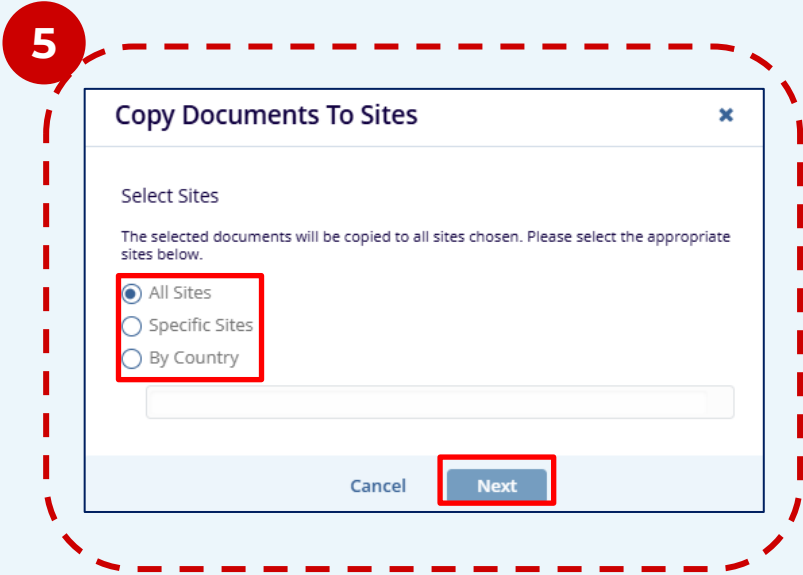 5
Copy Documents To Sites
Select Sites
The selected documents will be copied to all sites chosen. Please select the appropriate
sites below.
All Sites
Specific Sites
By Country
Cancel Next